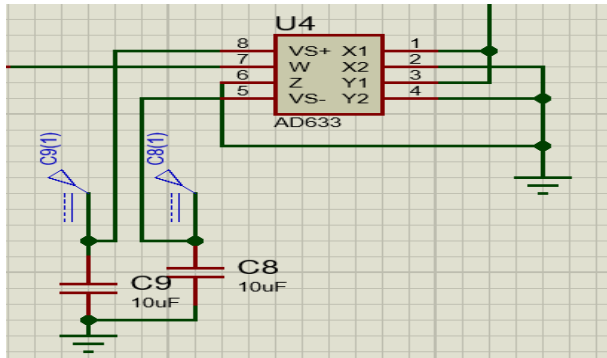 U4
8 VS+ X1 1
7 W X2 2
6 Z Y1 3
5 VS- Y2 4
AD633
C9(1)
C8(1)
C9
10uF
C8
10uF